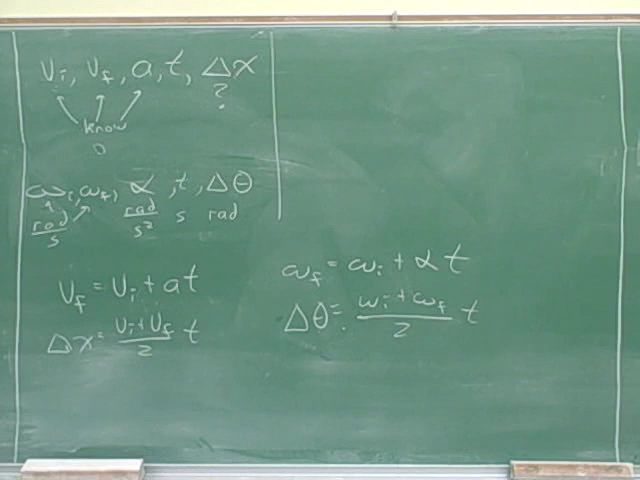 Vi, Vf, a, t, Δx
?
know
0
ωi, ωf, α, t, Δθ
rad/s rad/s² s rad
Vf = Vi + at
Δx = (Vi + Vf)/2 t
ωf = ωi + αt
Δθ = (ωi + ωf)/2 t